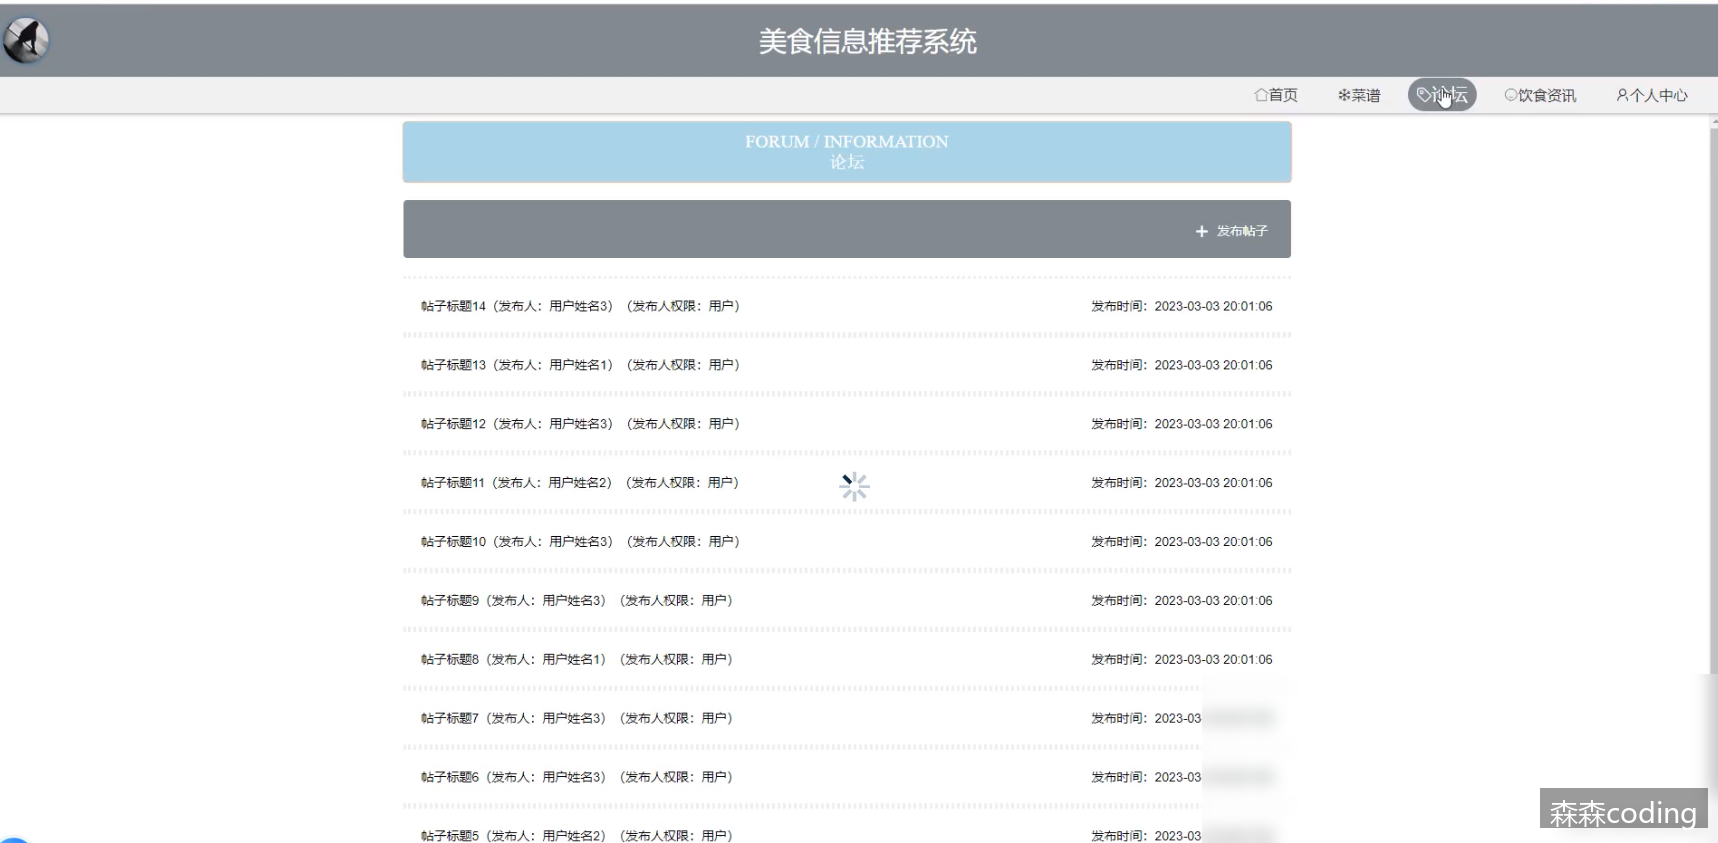 美食信息推荐系统
首页 菜谱 论坛 饮食资讯 个人中心
FORUM / INFORMATION
论坛
+ 发布帖子
帖子标题14（发布人：用户姓名3）（发布人权限：用户） 发布时间：2023-03-03 20:01:06
帖子标题13（发布人：用户姓名1）（发布人权限：用户） 发布时间：2023-03-03 20:01:06
帖子标题12（发布人：用户姓名3）（发布人权限：用户） 发布时间：2023-03-03 20:01:06
帖子标题11（发布人：用户姓名2）（发布人权限：用户） 发布时间：2023-03-03 20:01:06
帖子标题10（发布人：用户姓名3）（发布人权限：用户） 发布时间：2023-03-03 20:01:06
帖子标题9（发布人：用户姓名3）（发布人权限：用户） 发布时间：2023-03-03 20:01:06
帖子标题8（发布人：用户姓名1）（发布人权限：用户） 发布时间：2023-03-03 20:01:06
帖子标题7（发布人：用户姓名3）（发布人权限：用户） 发布时间：2023-03
帖子标题6（发布人：用户姓名3）（发布人权限：用户） 发布时间：2023-03
帖子标题5（发布人：用户姓名2）（发布人权限：用户） 发布时间：2023-03
森森coding